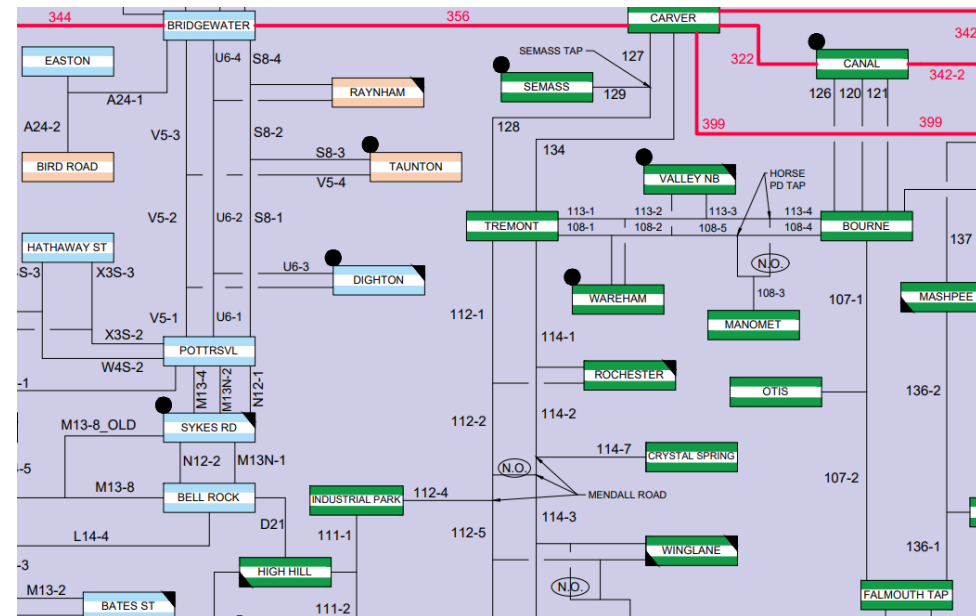 344
356
CARVER
342
BRIDGEWATER
EASTON
U6-4
S8-4
SEMASS TAP
127
322
CANAL
342-2
SEMASS
129
126
120
121
RAYNHAM
A24-1
A24-2
V5-3
S8-2
128
134
399
399
BIRD ROAD
S8-3
TAUNTON
V5-4
VALLEY NB
HORSE
PD TAP
V5-2
U6-2
S8-1
TREMONT
113-1
113-2
113-3
113-4
108-1
108-2
108-5
108-4
BOURNE
137
HATHAWAY ST
S-3
X3S-3
U6-3
DIGHTON
N.O.
WAREHAM
108-3
107-1
MASHPEE
V5-1
U6-1
112-1
MANOMET
X3S-2
114-1
POTTRSVL
W4S-2
-1
M13-4
M13N-2
N12-1
ROCHESTER
OTIS
136-2
M13-8_OLD
SYKES RD
112-2
114-2
N12-2
M13N-1
114-7
CRYSTAL SPRING
-5
N.O.
107-2
M13-8
BELL ROCK
INDUSTRIAL PARK
112-4
MENDALL ROAD
D21
111-1
112-5
114-3
L14-4
136-1
WINGLANE
-3
HIGH HILL
M13-2
N.O.
FALMOUTH TAP
BATES ST
111-2